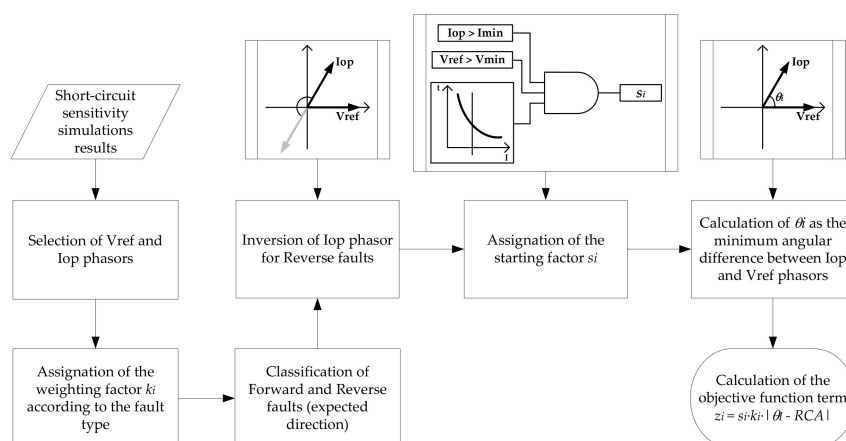 Short-circuit
sensitivity
simulations
results
Iop
Vref
Iop > Imin
Vref > Vmin
t
I
si
Iop
θi
Vref
Selection of Vref and
Iop phasors
Inversion of Iop phasor
for Reverse faults
Assignation of the
starting factor si
Calculation of θi as the
minimum angular
difference between Iop
and Vref phasors
Assignation of the
weighting factor ki
according to the fault
type
Classification of
Forward and Reverse
faults (expected
direction)
Calculation of the
objective function term
zi = si·ki· | θi - RCA|